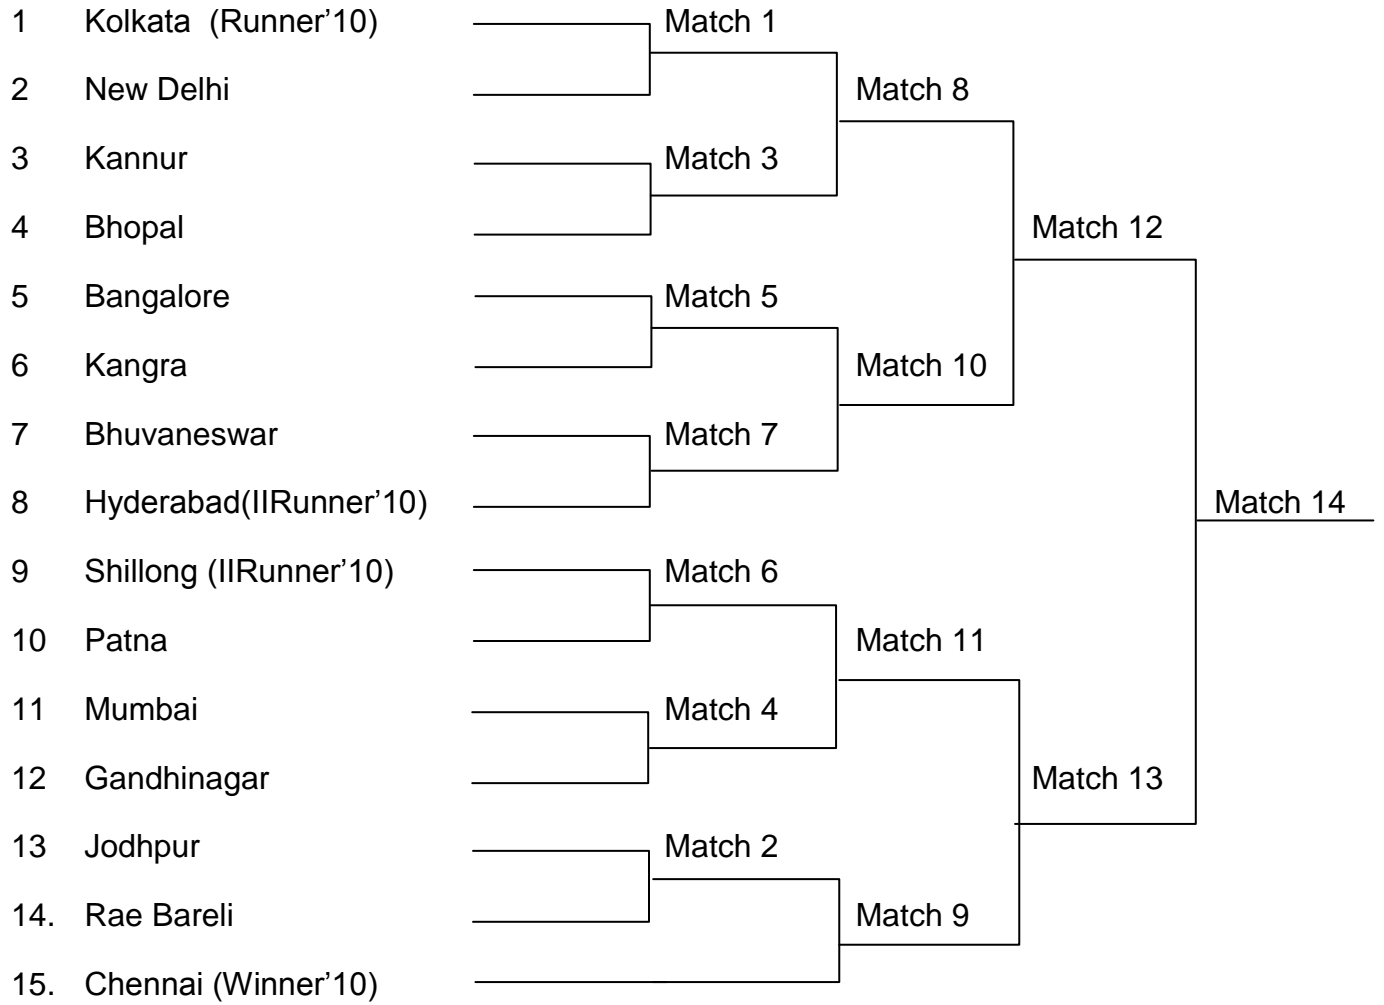 1 Kolkata (Runner’10) Match 1
2 New Delhi Match 8
3 Kannur Match 3
4 Bhopal Match 12
5 Bangalore Match 5
6 Kangra Match 10
7 Bhuvaneswar Match 7
8 Hyderabad(IIRunner’10) Match 14
9 Shillong (IIRunner’10) Match 6
10 Patna Match 11
11 Mumbai Match 4
12 Gandhinagar Match 13
13 Jodhpur Match 2
14. Rae Bareli Match 9
15. Chennai (Winner’10)